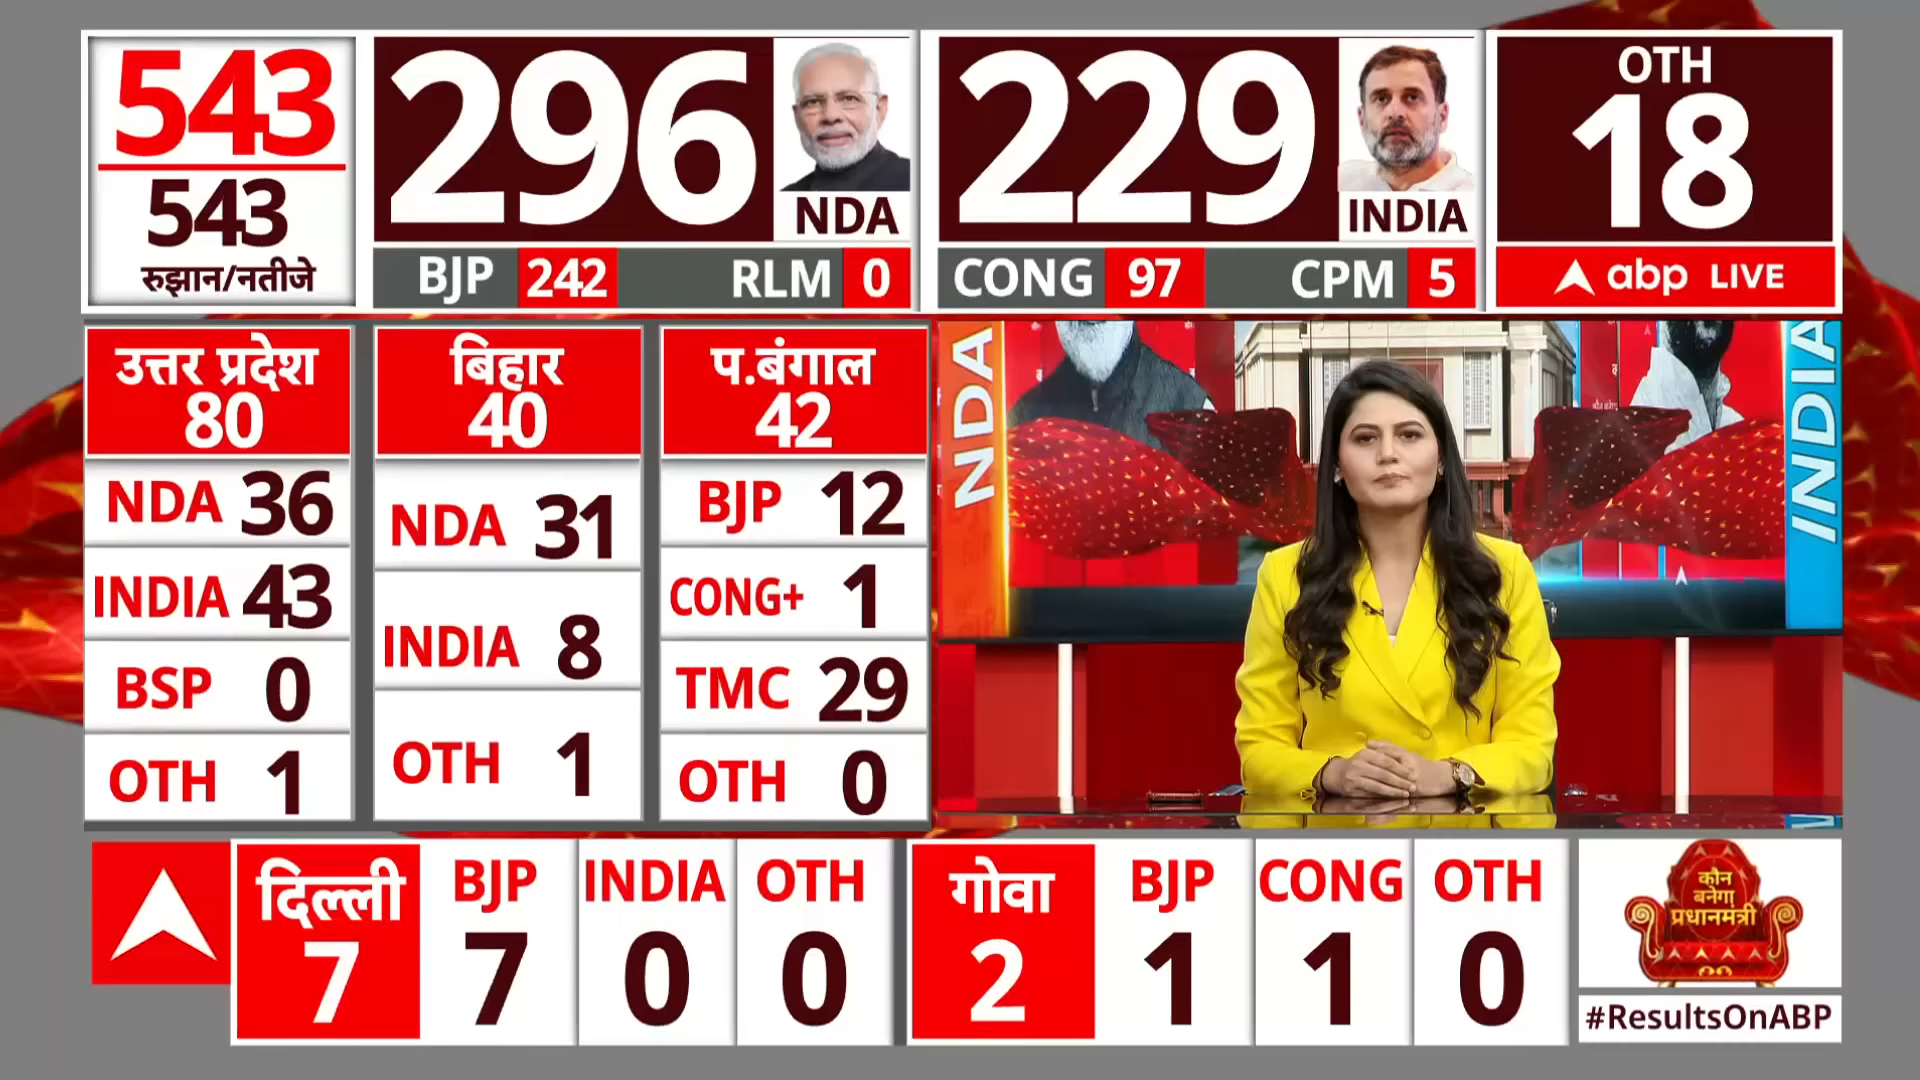 543
543
रुझान/नतीजे
296
NDA
BJP 242 RLM 0
229
INDIA
CONG 97 CPM 5
OTH
18
abp LIVE
उत्तर प्रदेश
80
NDA 36
INDIA 43
BSP 0
OTH 1
बिहार
40
NDA 31
INDIA 8
OTH 1
प.बंगाल
42
BJP 12
CONG+ 1
TMC 29
OTH 0
NDA
INDIA
दिल्ली
7
BJP
7
INDIA
0
OTH
0
गोवा
2
BJP
1
CONG
1
OTH
0
कौन
बनेगा
प्रधानमंत्री
#ResultsOnABP